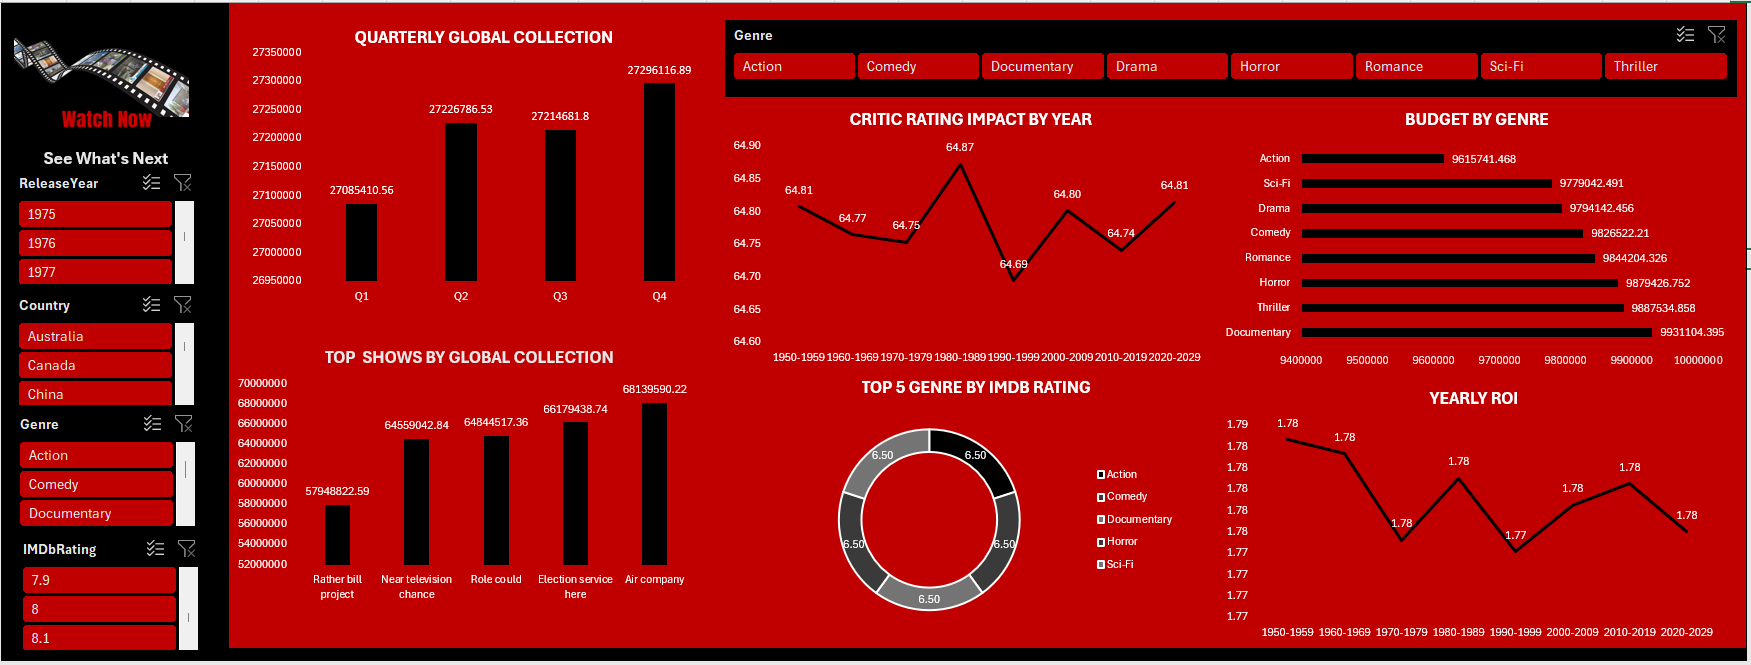 Watch Now
See What's Next
ReleaseYear
1975
1976
1977
Country
Australia
Canada
China
Genre
Action
Comedy
Documentary
IMDbRating
7.9
8
8.1
QUARTERLY GLOBAL COLLECTION
27350000
27300000
27250000
27200000
27150000
27100000
27050000
27000000
26950000
27085410.56
27226786.53
27214681.8
27296116.89
Q1 Q2 Q3 Q4
TOP SHOWS BY GLOBAL COLLECTION
70000000
68000000
66000000
64000000
62000000
60000000
58000000
56000000
54000000
52000000
57948822.59
64559042.84
64844517.36
66179438.74
68139590.22
Rather bill project
Near television chance
Role could
Election service here
Air company
Genre
Action Comedy Documentary Drama Horror Romance Sci-Fi Thriller
CRITIC RATING IMPACT BY YEAR
64.90
64.85
64.80
64.75
64.70
64.65
64.60
64.81 64.77 64.75 64.87 64.69 64.80 64.74 64.81
1950-1959 1960-1969 1970-1979 1980-1989 1990-1999 2000-2009 2010-2019 2020-2029
TOP 5 GENRE BY IMDB RATING
6.50
6.50
6.50
6.50
6.50
Action
Comedy
Documentary
Horror
Sci-Fi
BUDGET BY GENRE
Action 9615741.468
Sci-Fi 9779042.491
Drama 9794142.456
Comedy 9826522.21
Romance 9844204.326
Horror 9879426.752
Thriller 9887534.858
Documentary 9931104.395
9400000 9500000 9600000 9700000 9800000 9900000 10000000
YEARLY ROI
1.79
1.78
1.78
1.78
1.78
1.78
1.77
1.77
1.77
1.77
1.78 1.78 1.78 1.78 1.77 1.78 1.78 1.78
1950-1959 1960-1969 1970-1979 1980-1989 1990-1999 2000-2009 2010-2019 2020-2029